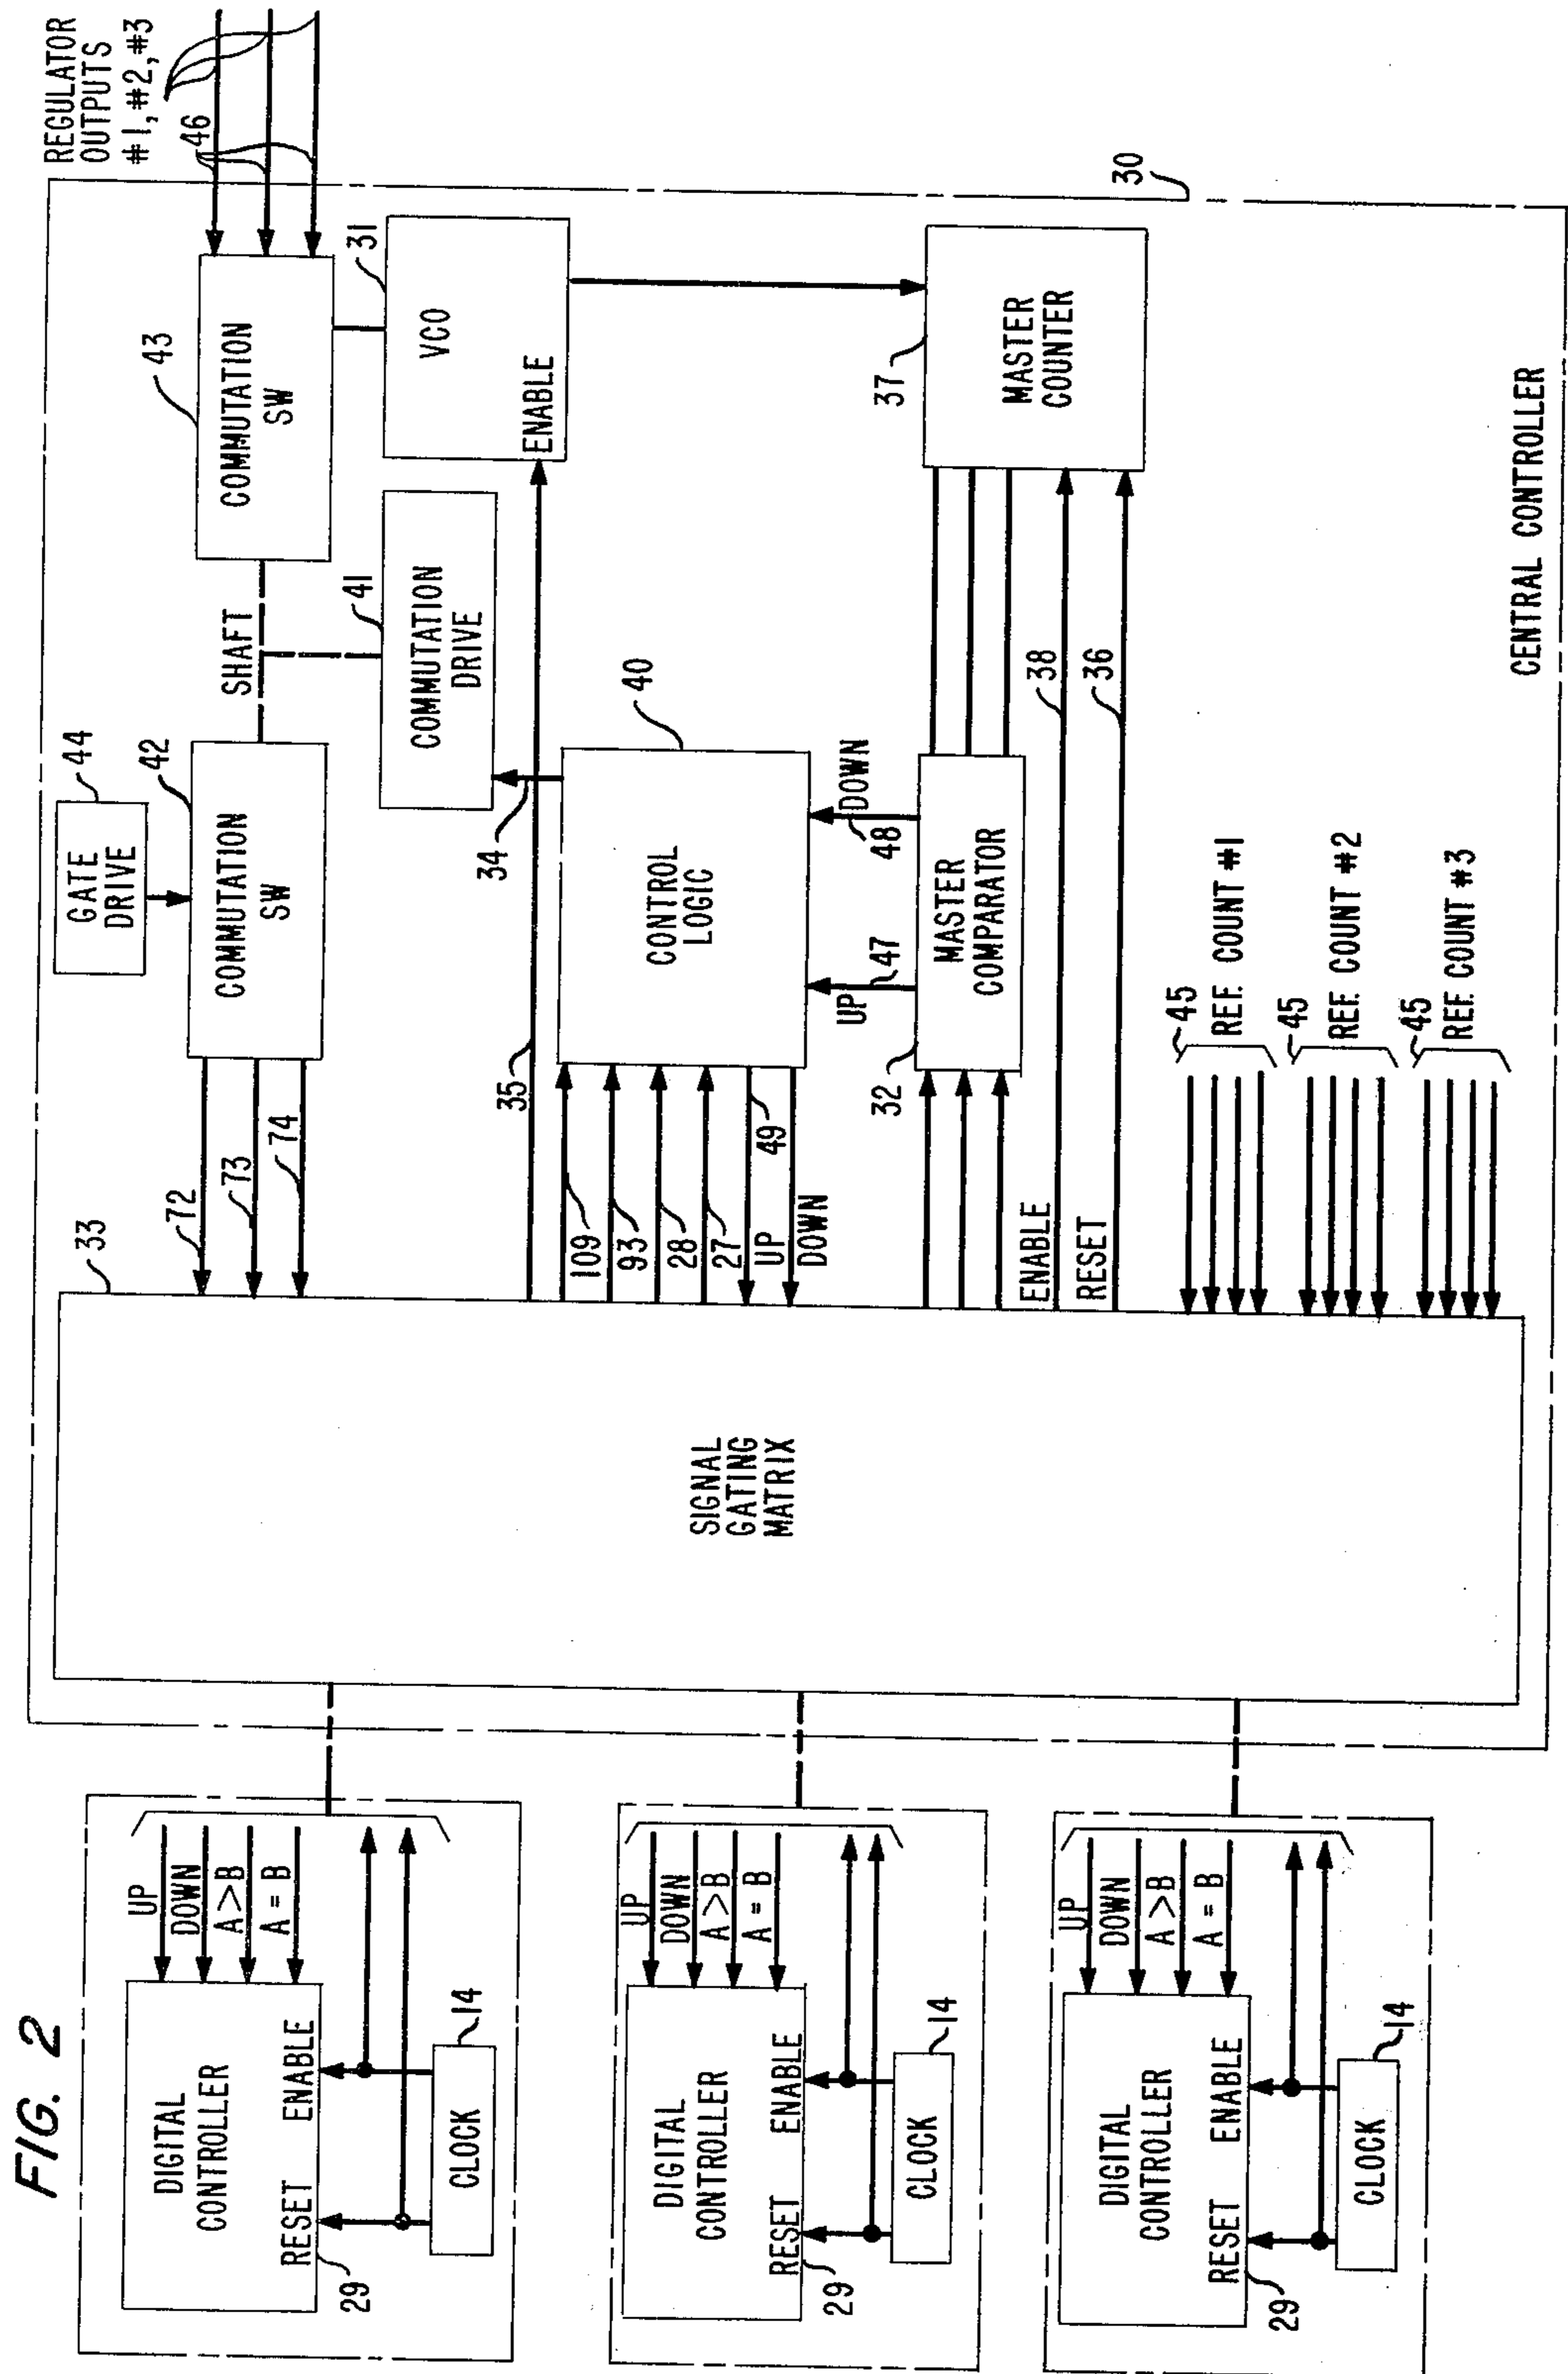 FIG. 2
REGULATOR
OUTPUTS
#1, #2, #3
46
30
33
72
73
74
GATE
DRIVE
44
COMMUTATION
SW
42
SHAFT
COMMUTATION
SW
43
COMMUTATION
DRIVE
41
VCO
ENABLE
31
34
35
CONTROL
LOGIC
40
109
93
28
27
UP
49
DOWN
UP
47
DOWN
48
MASTER
COMPARATOR
32
MASTER
COUNTER
37
ENABLE
38
RESET
36
45
REF. COUNT #1
45
REF. COUNT #2
45
REF. COUNT #3
CENTRAL CONTROLLER
SIGNAL
GATING
MATRIX
DIGITAL
CONTROLLER
RESET ENABLE
29
UP
DOWN
A>B
A=B
CLOCK
14
DIGITAL
CONTROLLER
RESET ENABLE
29
UP
DOWN
A>B
A=B
CLOCK
14
DIGITAL
CONTROLLER
RESET ENABLE
29
UP
DOWN
A>B
A=B
CLOCK
14